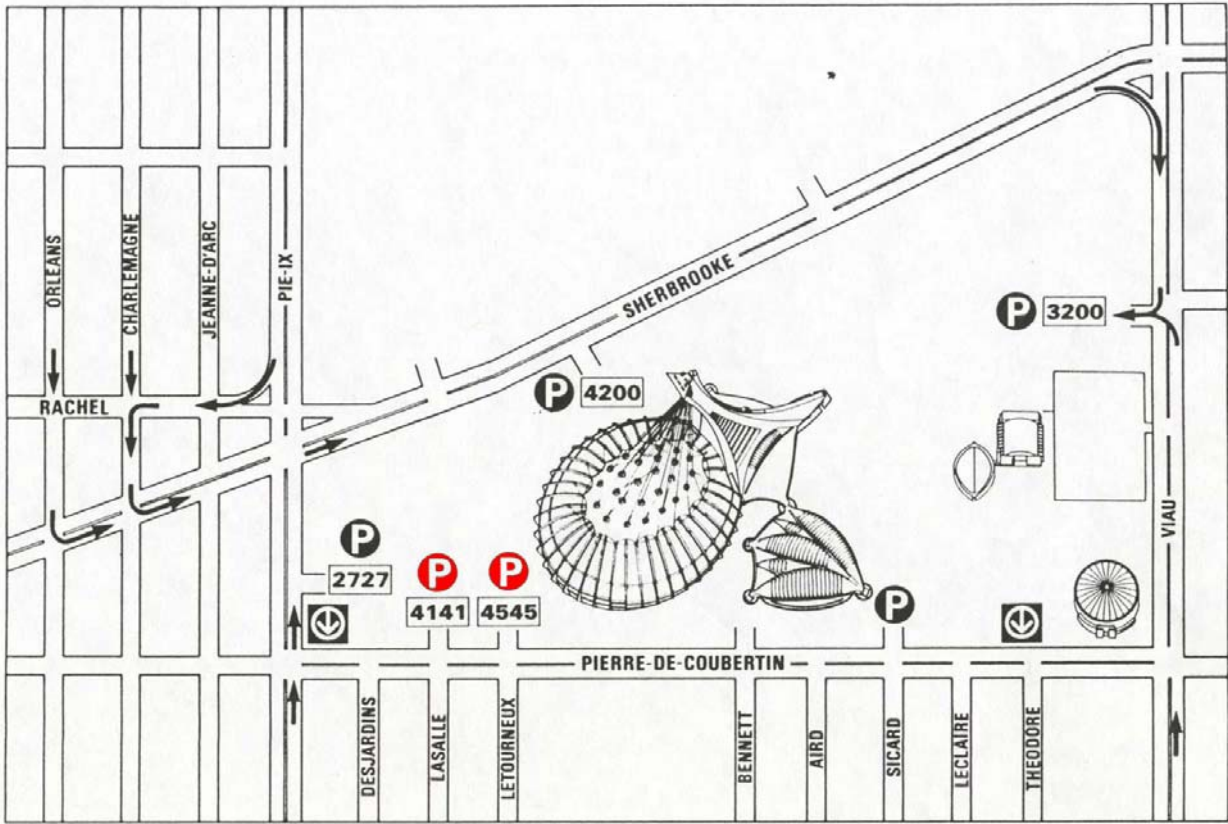 ORLEANS
CHARLEMAGNE
JEANNE-D'ARC
PIE-IX
SHERBROOKE
P 3200
RACHEL
P 4200
VIAU
P
2727
P
4141
P
4545
P
PIERRE-DE-COUBERTIN
DESJARDINS
LASALLE
LETOURNEUX
BENNETT
AIRD
SICARD
LECLAIRE
THEODORE